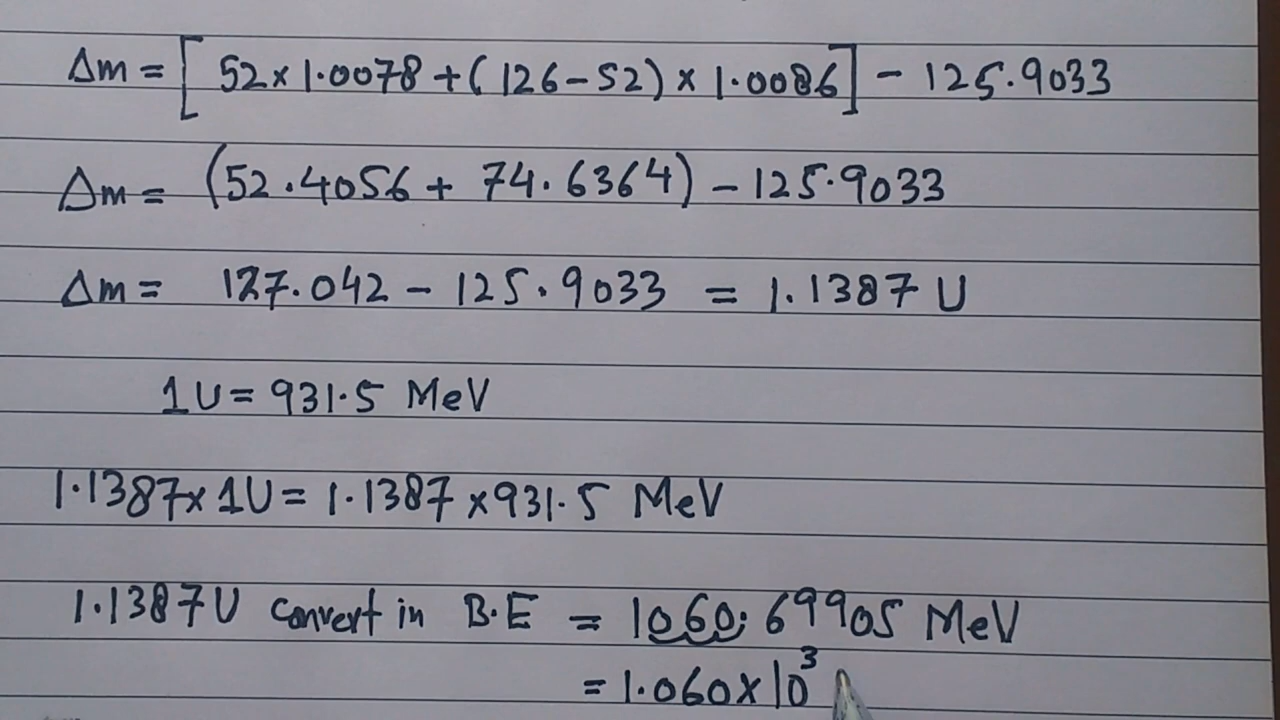 Δm = [52×1.0078+(126-52)×1.0086] - 125.9033
Δm = (52.4056 + 74.6364) - 125.9033
Δm = 127.042 - 125.9033 = 1.1387 U
1U = 931.5 MeV
1.1387×1U = 1.1387×931.5 MeV
1.1387U Convert in B.E = 1060.69905 MeV
= 1.060×10³